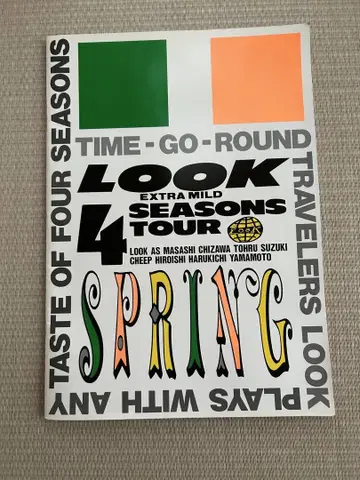 TASTE OF FOUR SEASONS
TIME-GO-ROUND
TRAVELERS LOOK
PLAYS WITH ANY
LOOK
EXTRA MILD
4 SEASONS
TOUR
LOOK
LOOK AS MASASHI CHIZAWA TOHRU SUZUKI
CHEEP HIROISHI HARUKICHI YAMAMOTO
SPRING